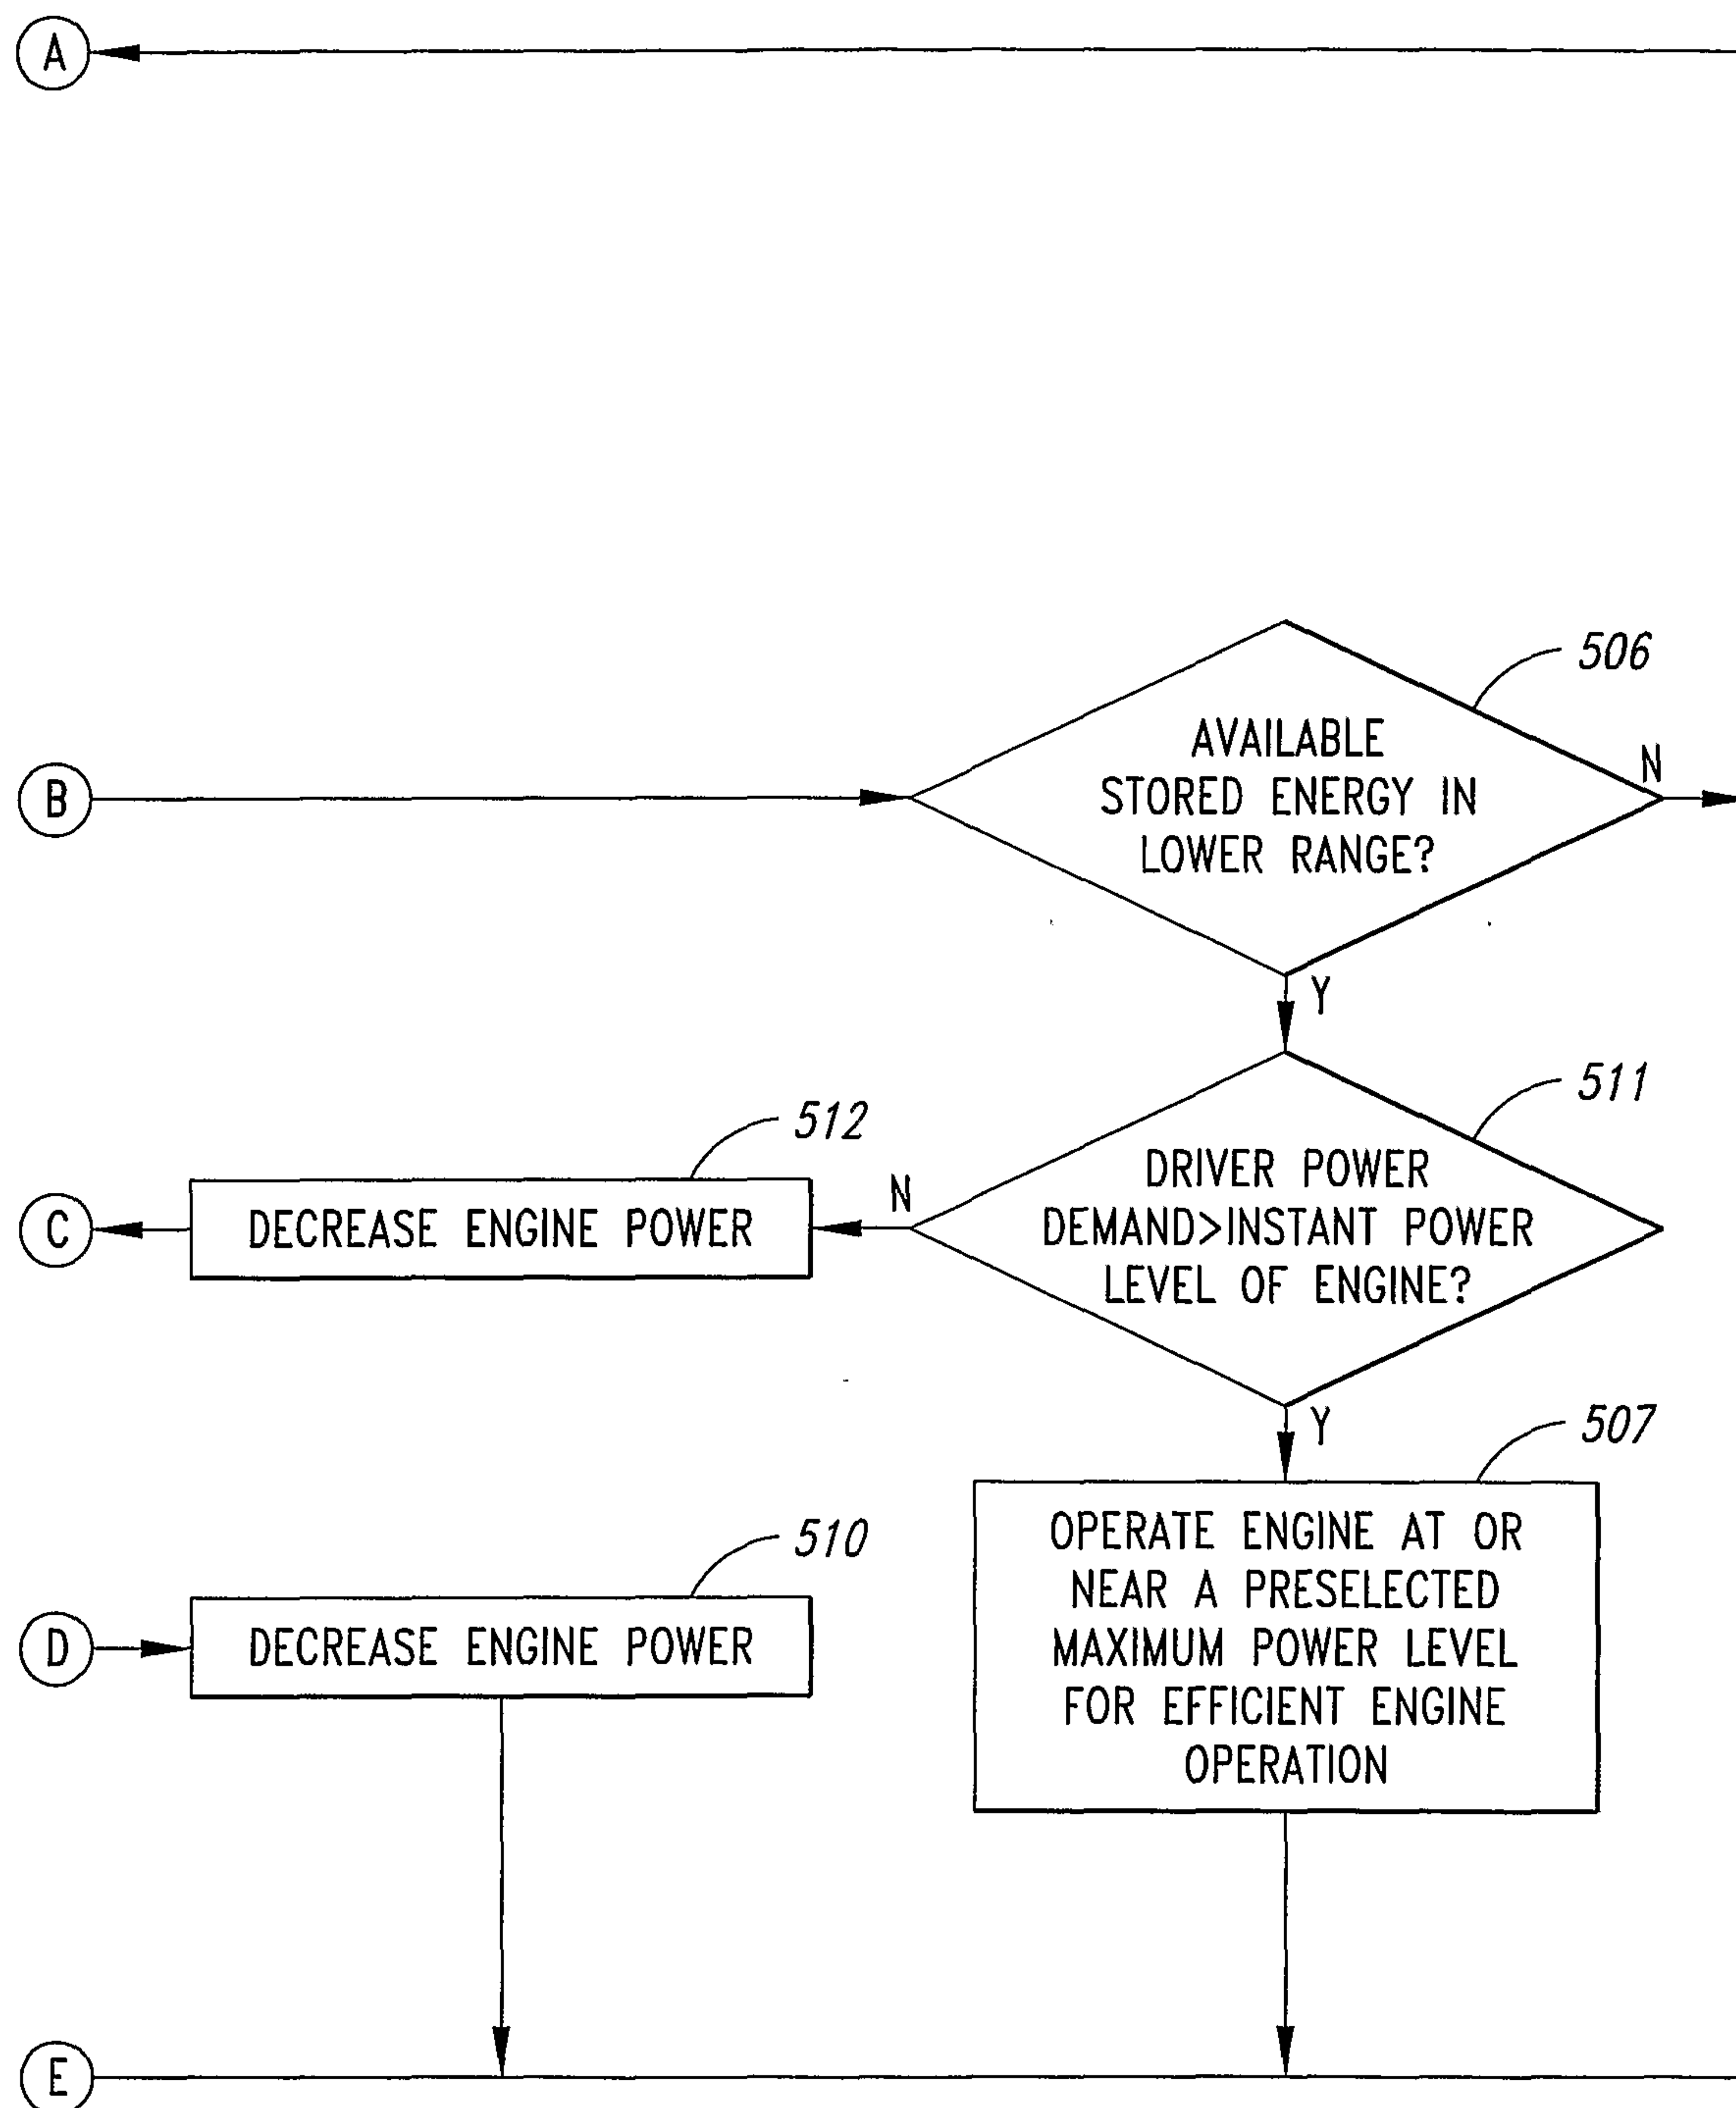 A
506
B
AVAILABLE
STORED ENERGY IN
LOWER RANGE?
N
Y
511
512
DRIVER POWER
DEMAND>INSTANT POWER
LEVEL OF ENGINE?
N
C
DECREASE ENGINE POWER
Y
507
510
OPERATE ENGINE AT OR
NEAR A PRESELECTED
MAXIMUM POWER LEVEL
FOR EFFICIENT ENGINE
OPERATION
D
DECREASE ENGINE POWER
E